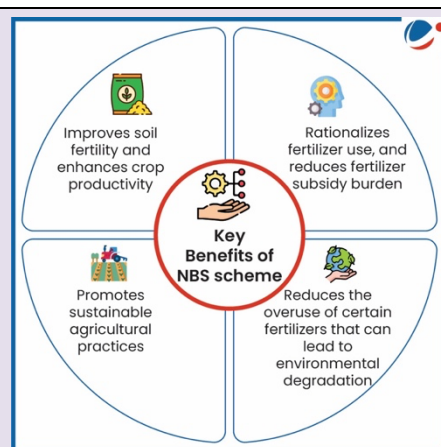 Improves soil
fertility and
enhances crop
productivity
Rationalizes
fertilizer use, and
reduces fertilizer
subsidy burden
Key
Benefits of
NBS scheme
Promotes
sustainable
agricultural
practices
Reduces the
overuse of certain
fertilizers that can
lead to
environmental
degradation